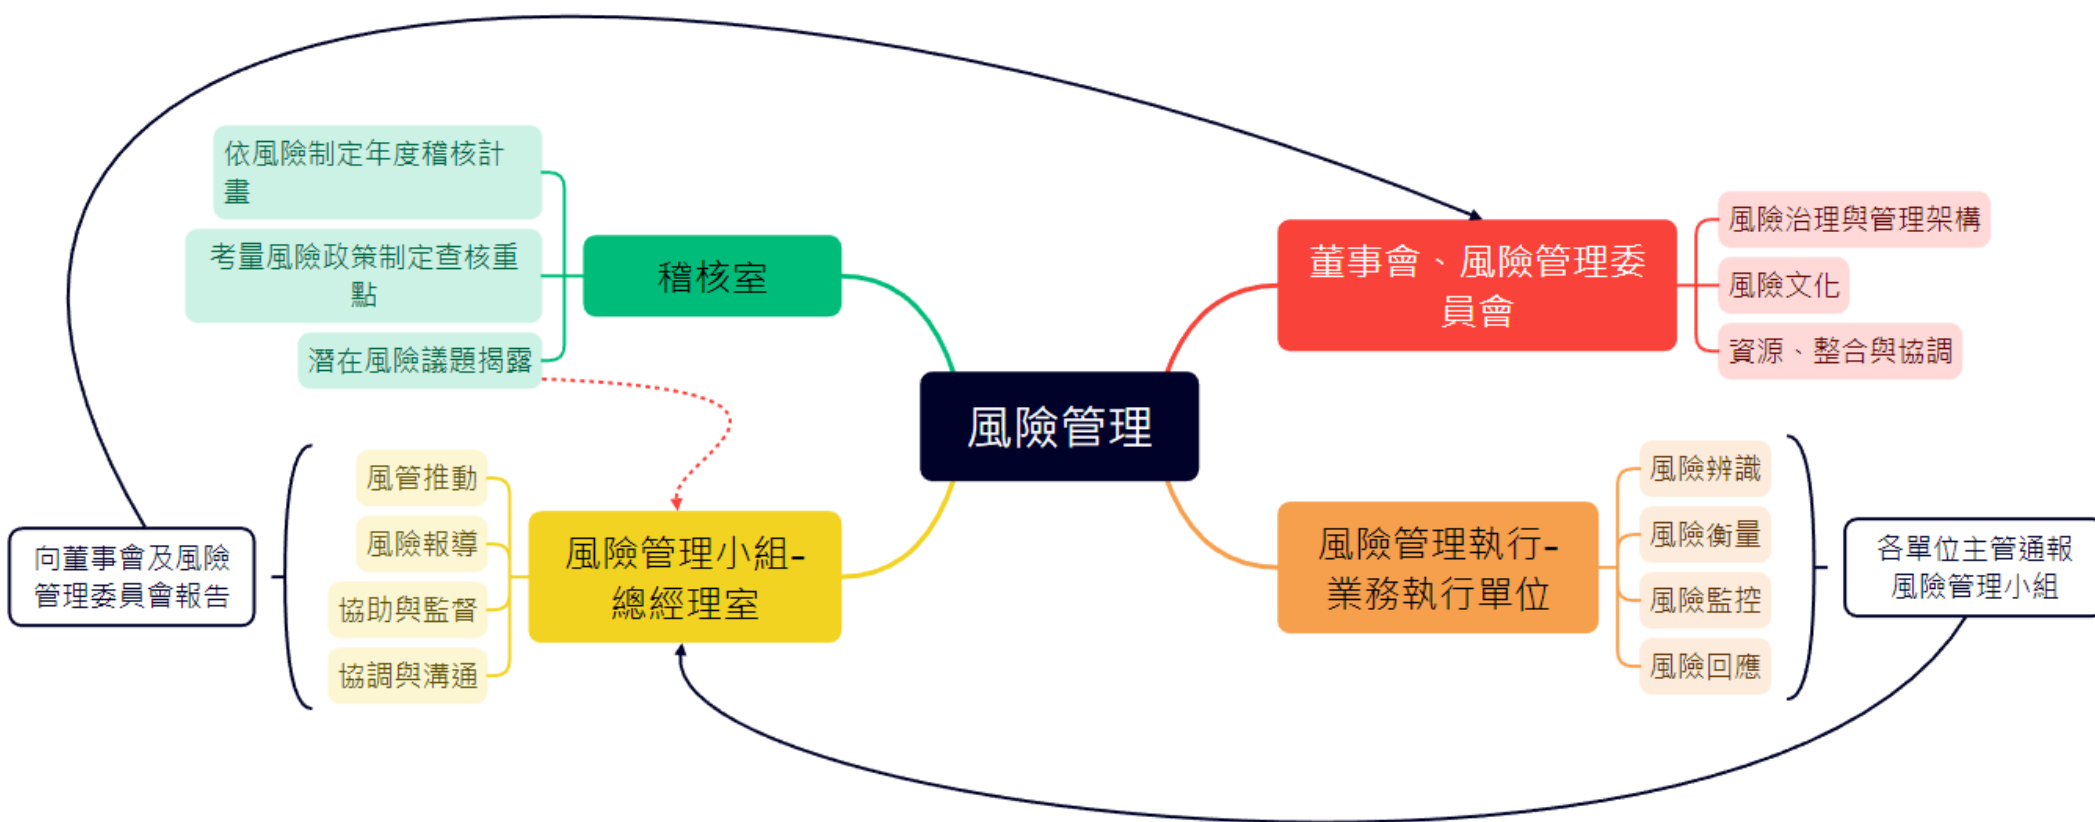 風險管理
稽核室
依風險制定年度稽核計
畫
考量風險政策制定查核重
點
潛在風險議題揭露
董事會、風險管理委
員會
風險治理與管理架構
風險文化
資源、整合與協調
風險管理小組-
總經理室
風管推動
風險報導
協助與監督
協調與溝通
向董事會及風險
管理委員會報告
風險管理執行-
業務執行單位
風險辨識
風險衡量
風險監控
風險回應
各單位主管通報
風險管理小組